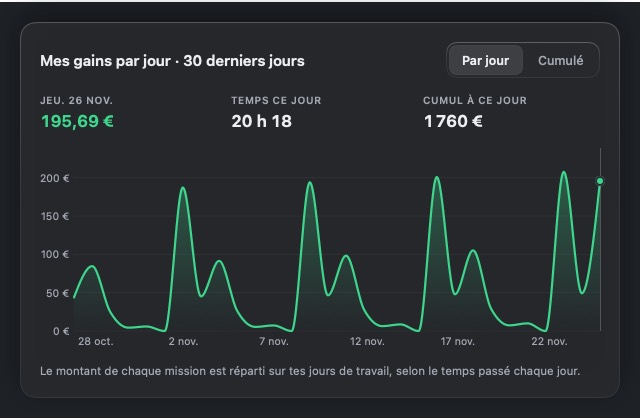 Mes gains par jour · 30 derniers jours
Par jour
Cumulé
JEU. 26 NOV.
TEMPS CE JOUR
CUMUL À CE JOUR
195,69 €
20 h 18
1 760 €
200 €
150 €
100 €
50 €
0 €
28 oct.
2 nov.
7 nov.
12 nov.
17 nov.
22 nov.
Le montant de chaque mission est réparti sur tes jours de travail, selon le temps passé chaque jour.